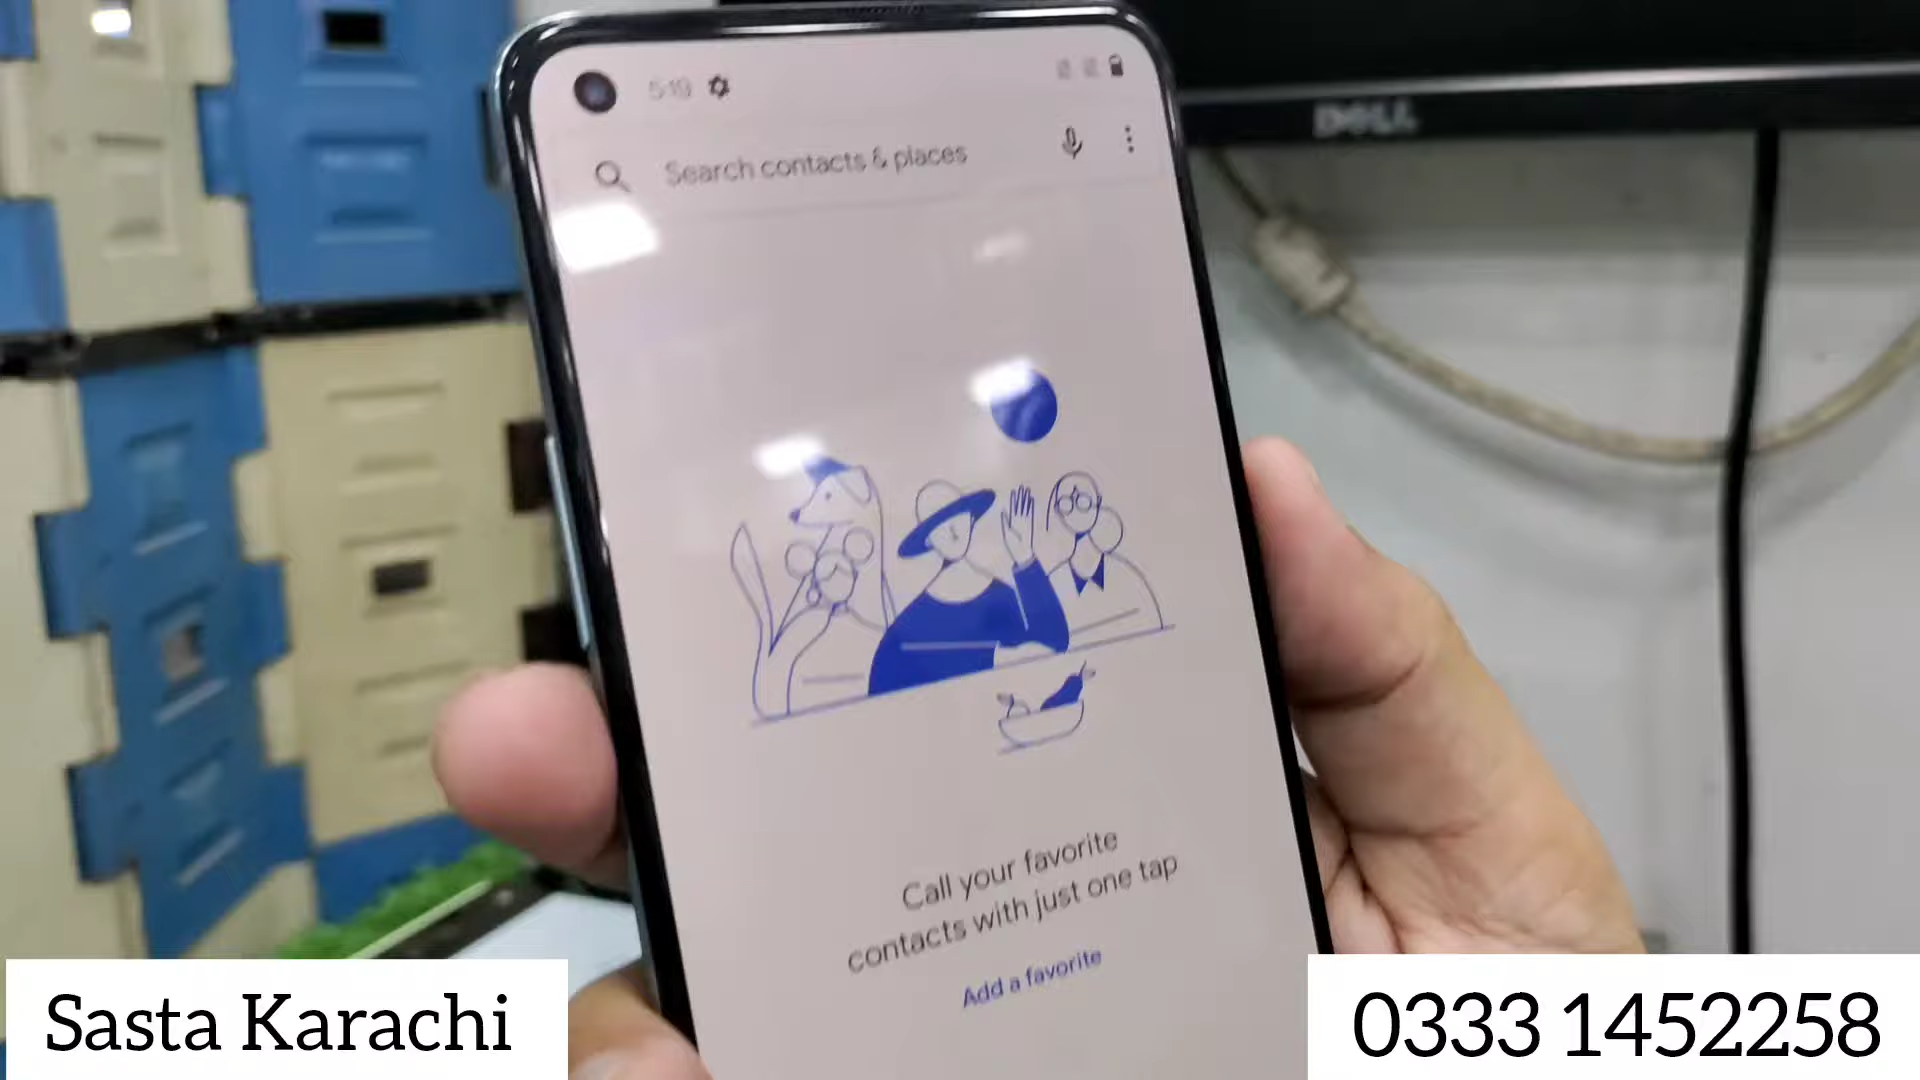 5:19
Search contacts & places
DELL
Call your favorite
contacts with just one tap
Add a favorite
Sasta Karachi
0333 1452258